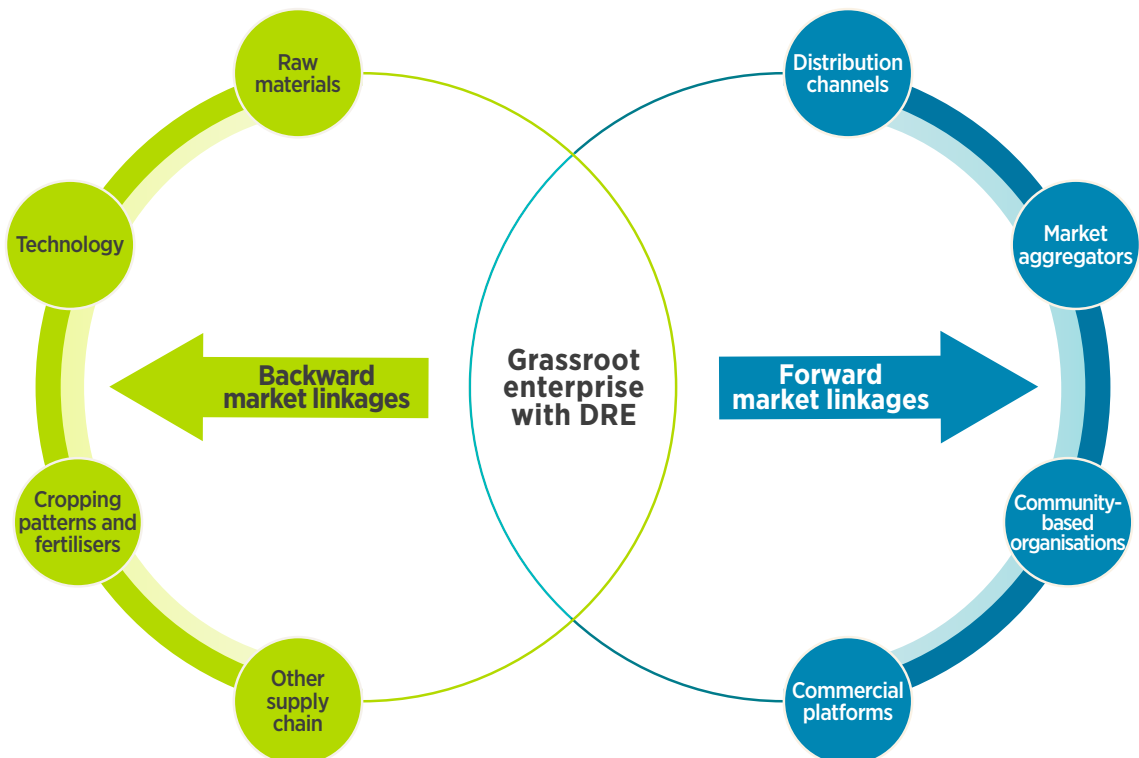 Raw
materials
Technology
Cropping
patterns and
fertilisers
Other
supply
chain
Backward
market linkages
Grassroot
enterprise
with DRE
Forward
market linkages
Distribution
channels
Market
aggregators
Community-
based
organisations
Commercial
platforms